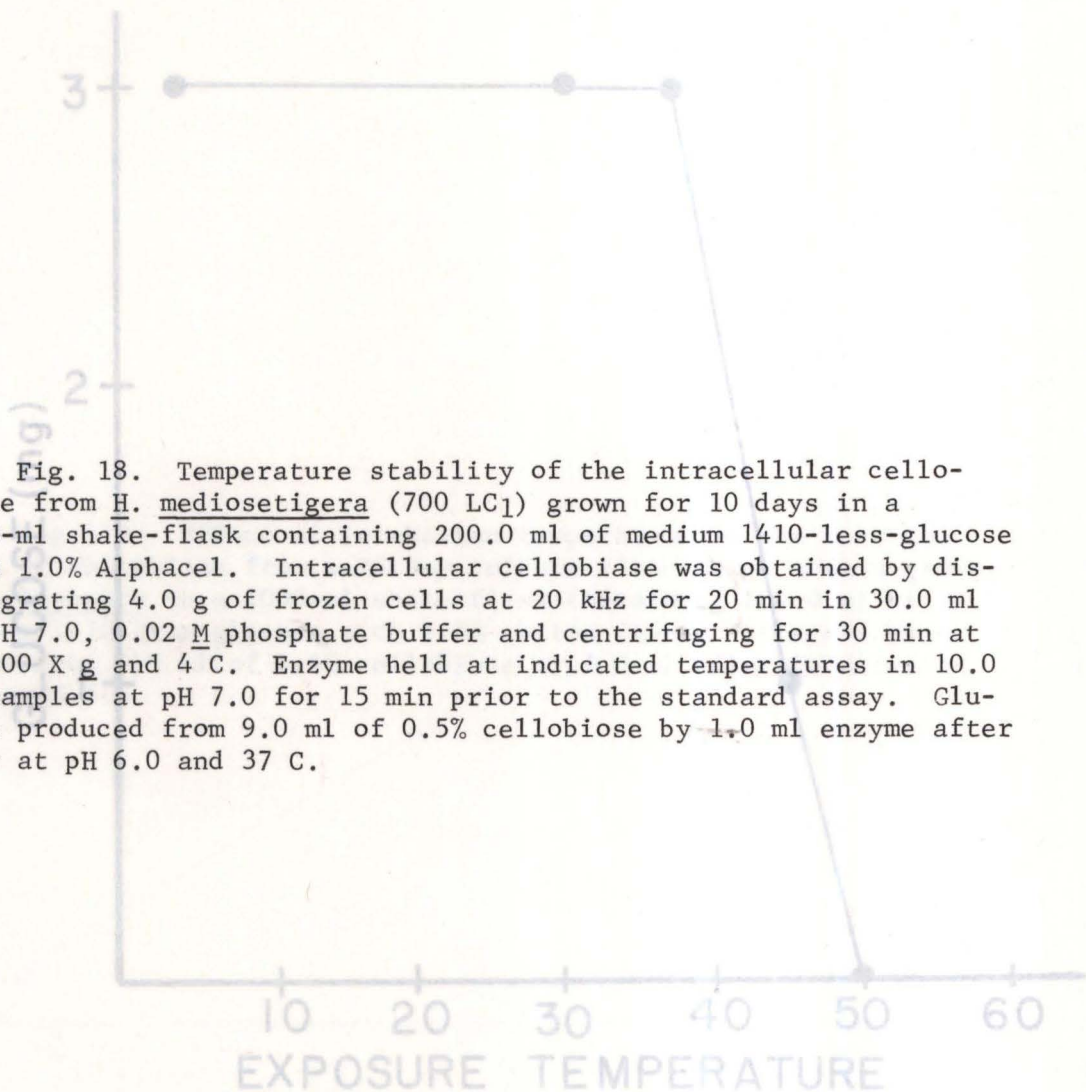 3
2
Fig. 18. Temperature stability of the intracellular cello-
e from H. mediosetigera (700 LC1) grown for 10 days in a
-ml shake-flask containing 200.0 ml of medium 1410-less-glucose
1.0% Alphacel. Intracellular cellobiase was obtained by dis-
grating 4.0 g of frozen cells at 20 kHz for 20 min in 30.0 ml
H 7.0, 0.02 M phosphate buffer and centrifuging for 30 min at
00 X g and 4 C. Enzyme held at indicated temperatures in 10.0
amples at pH 7.0 for 15 min prior to the standard assay. Glu-
produced from 9.0 ml of 0.5% cellobiose by 1.0 ml enzyme after
at pH 6.0 and 37 C.
10 20 30 40 50 60
EXPOSURE TEMPERATURE